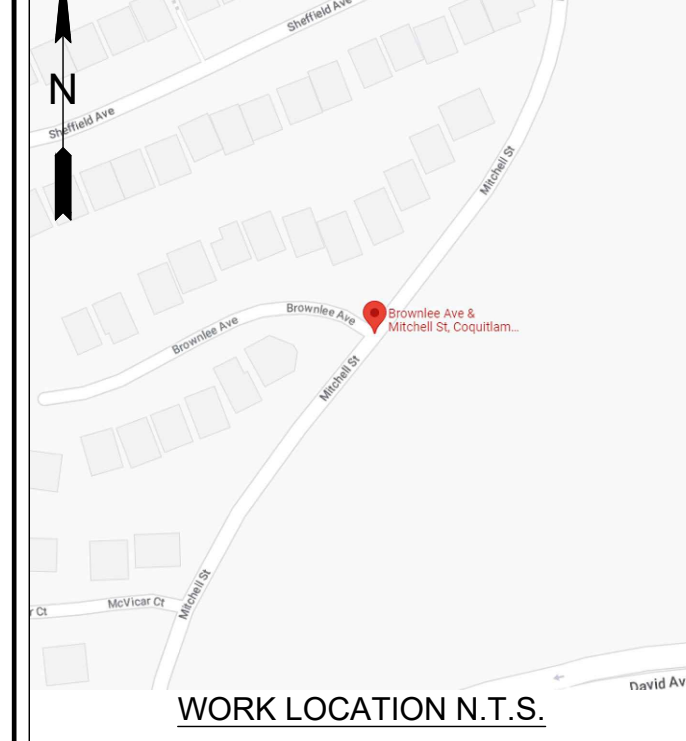 Sheffield Ave
N
Sheffield Ave
Mitchell St
Brownlee Ave
Brownlee Ave &
Mitchell St, Coquitlam...
Brownlee Ave
Mitchell St
McVicar Ct
r Ct
Mitchell St
David Av
WORK LOCATION N.T.S.